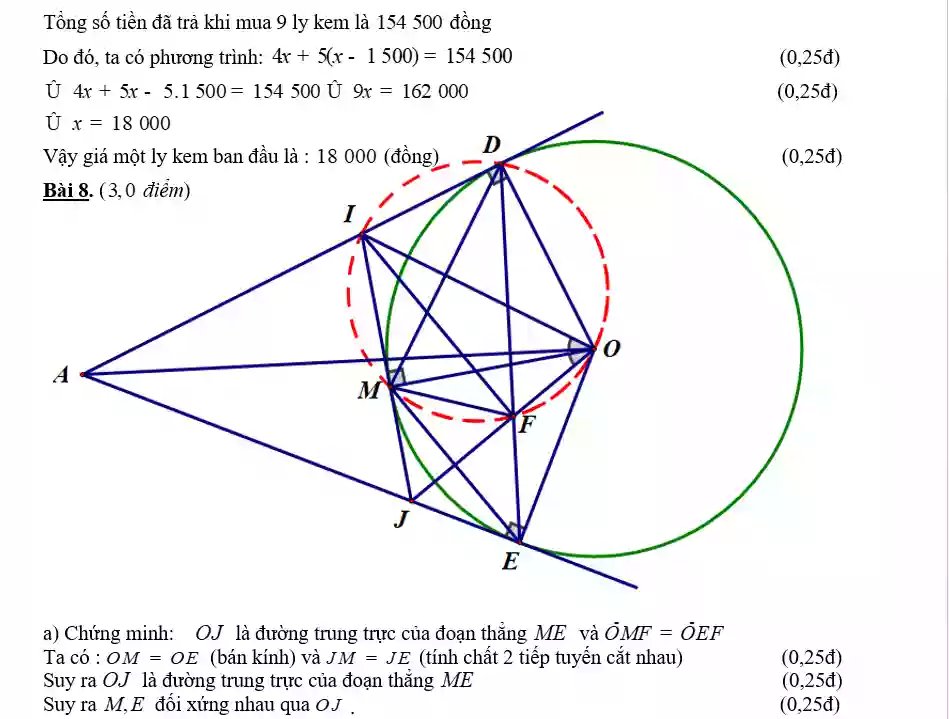 Tổng số tiền đã trả khi mua 9 ly kem là 154 500 đồng
Do đó, ta có phương trình: 4x + 5(x - 1 500) = 154 500 (0,25đ)
Û 4x + 5x - 5.1 500 = 154 500 Û 9x = 162 000 (0,25đ)
Û x = 18 000
Vậy giá một ly kem ban đầu là : 18 000 (đồng) (0,25đ)
Bài 8. (3,0 điểm)
D
I
O
A
M
F
J
E
a) Chứng minh: OJ là đường trung trực của đoạn thẳng ME và ÔMF = ÔEF
Ta có : OM = OE (bán kính) và JM = JE (tính chất 2 tiếp tuyến cắt nhau) (0,25đ)
Suy ra OJ là đường trung trực của đoạn thẳng ME (0,25đ)
Suy ra M, E đối xứng nhau qua OJ . (0,25đ)